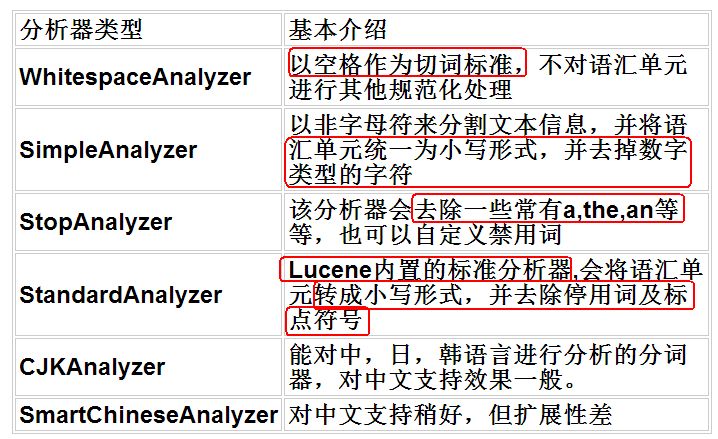 分析器类型
基本介绍
WhitespaceAnalyzer
以空格作为切词标准，不对语汇单元
进行其他规范化处理
SimpleAnalyzer
以非字母符来分割文本信息，并将语
汇单元统一为小写形式，并去掉数字
类型的字符
StopAnalyzer
该分析器会去除一些常有a,the,an等
等，也可以自定义禁用词
StandardAnalyzer
Lucene内置的标准分析器,会将语汇单
元转成小写形式，并去除停用词及标
点符号
CJKAnalyzer
能对中，日，韩语言进行分析的分词
器，对中文支持效果一般。
SmartChineseAnalyzer
对中文支持稍好，但扩展性差